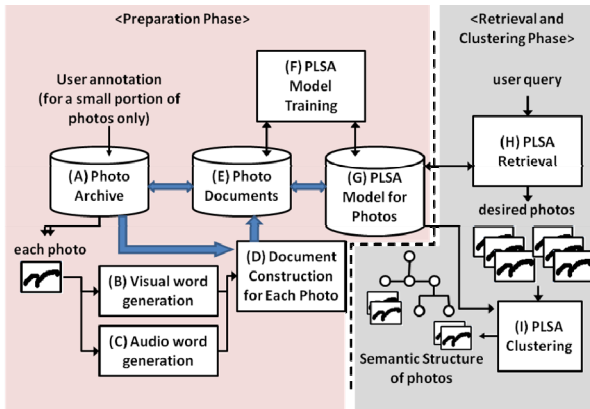 <Preparation Phase>
<Retrieval and
Clustering Phase>
User annotation
(for a small portion of
photos only)
(F) PLSA
Model
Training
user query
(A) Photo
Archive
(E) Photo
Documents
(G) PLSA
Model for
Photos
(H) PLSA
Retrieval
desired photos
each photo
(B) Visual word
generation
(C) Audio word
generation
(D) Document
Construction
for Each Photo
(I) PLSA
Clustering
Semantic Structure
of photos